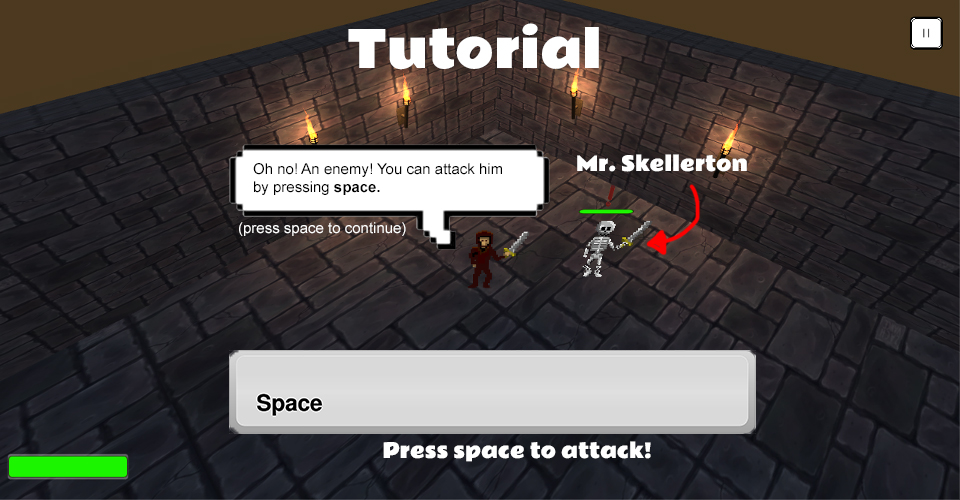 Tutorial
Oh no! An enemy! You can attack him
by pressing space.
Mr. Skellerton
(press space to continue)
Space
Press space to attack!